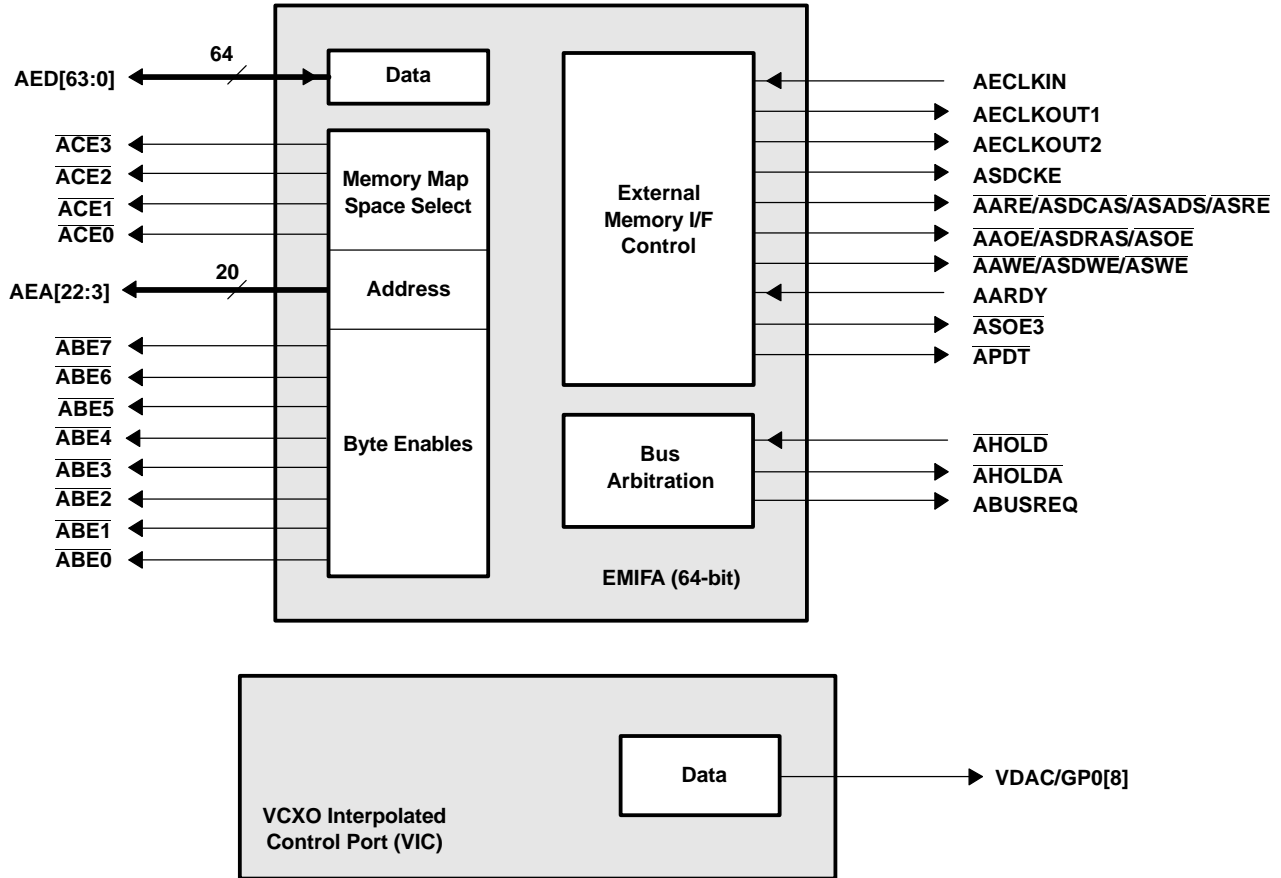 64
AED[63:0]
Data
ACE3
ACE2
ACE1
ACE0
Memory Map
Space Select
20
AEA[22:3]
Address
ABE7
ABE6
ABE5
ABE4
ABE3
ABE2
ABE1
ABE0
Byte Enables
External
Memory I/F
Control
AECLKIN
AECLKOUT1
AECLKOUT2
ASDCKE
AARE/ASDCAS/ASADS/ASRE
AAOE/ASDRAS/ASOE
AAWE/ASDWE/ASWE
AARDY
ASOE3
APDT
Bus
Arbitration
AHOLD
AHOLDA
ABUSREQ
EMIFA (64-bit)
Data
VDAC/GP0[8]
VCXO Interpolated
Control Port (VIC)